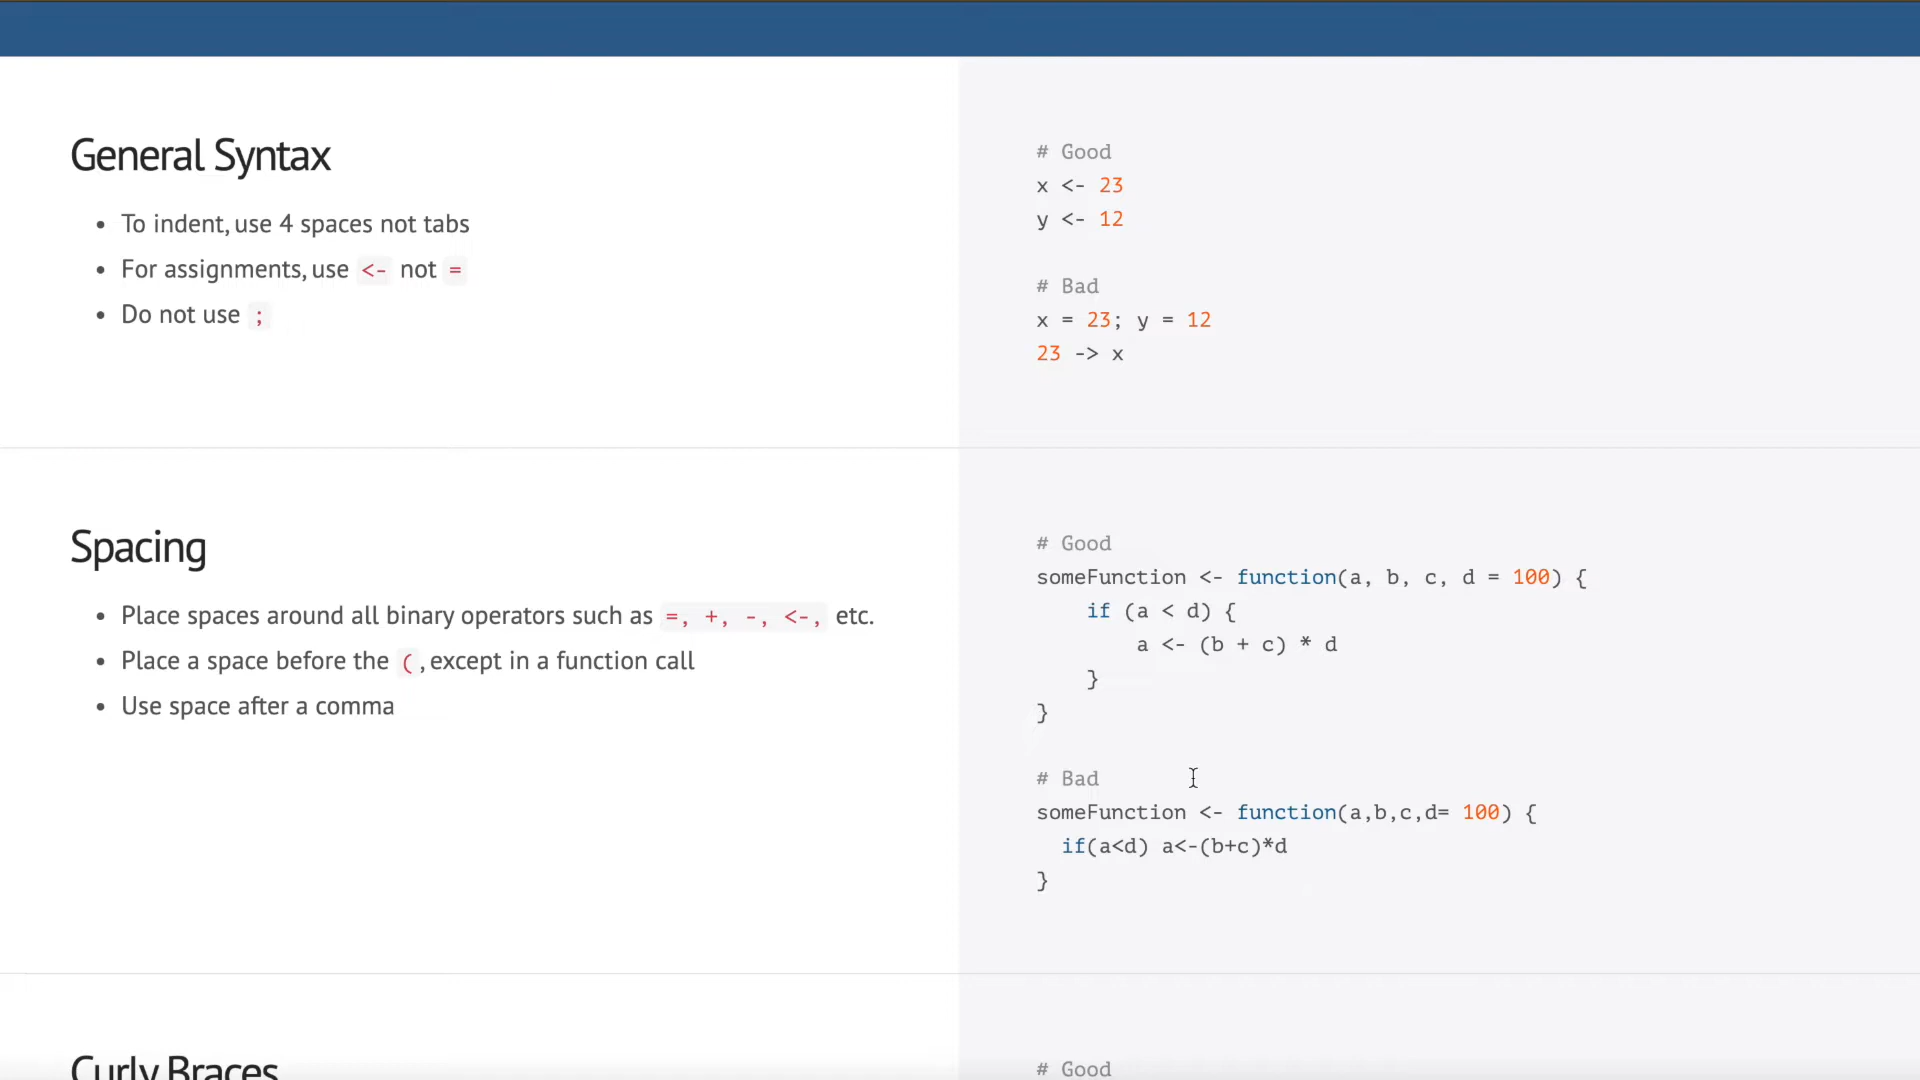 General Syntax
• To indent, use 4 spaces not tabs
• For assignments, use <- not =
• Do not use ;
# Good
x <- 23
y <- 12
# Bad
x = 23; y = 12
23 -> x
Spacing
• Place spaces around all binary operators such as =, +, -, <-, etc.
• Place a space before the (, except in a function call
• Use space after a comma
# Good
someFunction <- function(a, b, c, d = 100) {
    if (a < d) {
        a <- (b + c) * d
    }
}
# Bad
someFunction <- function(a,b,c,d= 100) {
  if(a<d) a<-(b+c)*d
}
Curly Braces
# Good